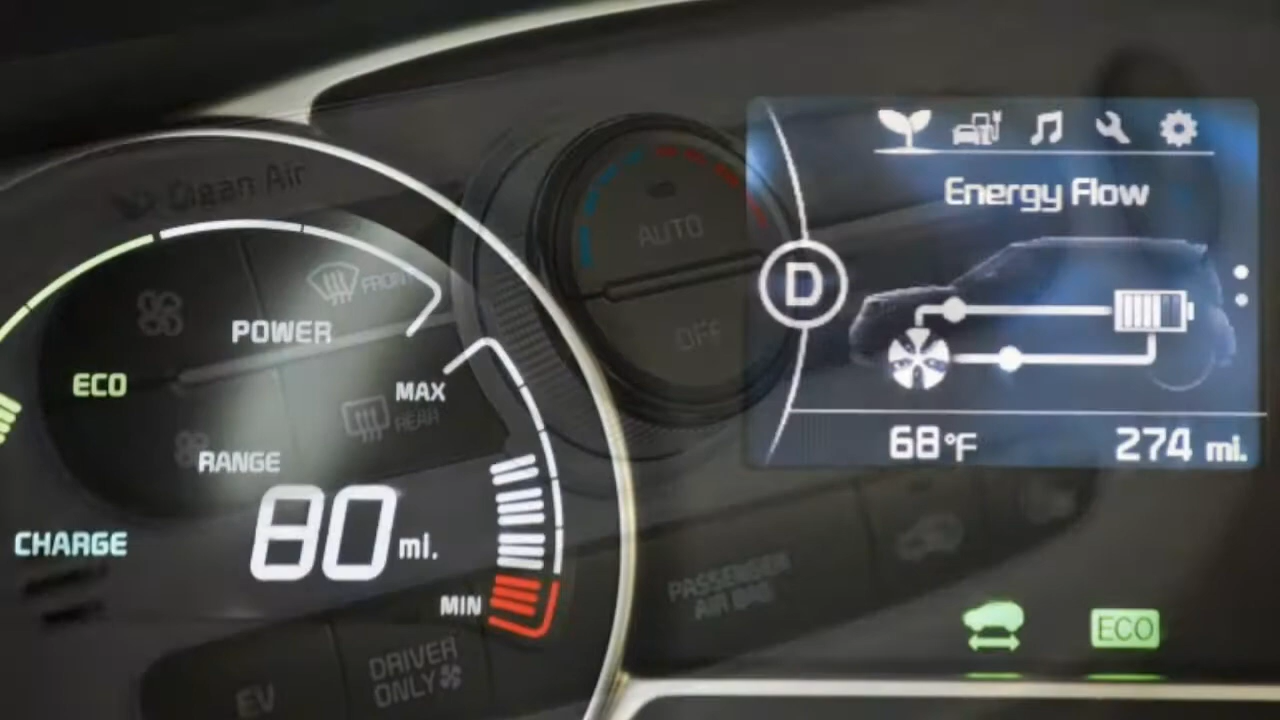 Clean Air
AUTO
OFF
FRONT
REAR
POWER
ECO
MAX
RANGE
80 mi.
CHARGE
MIN
EV
DRIVER
ONLY
PASSENGER
AIR BAG
Energy Flow
D
68°F
274 mi.
ECO